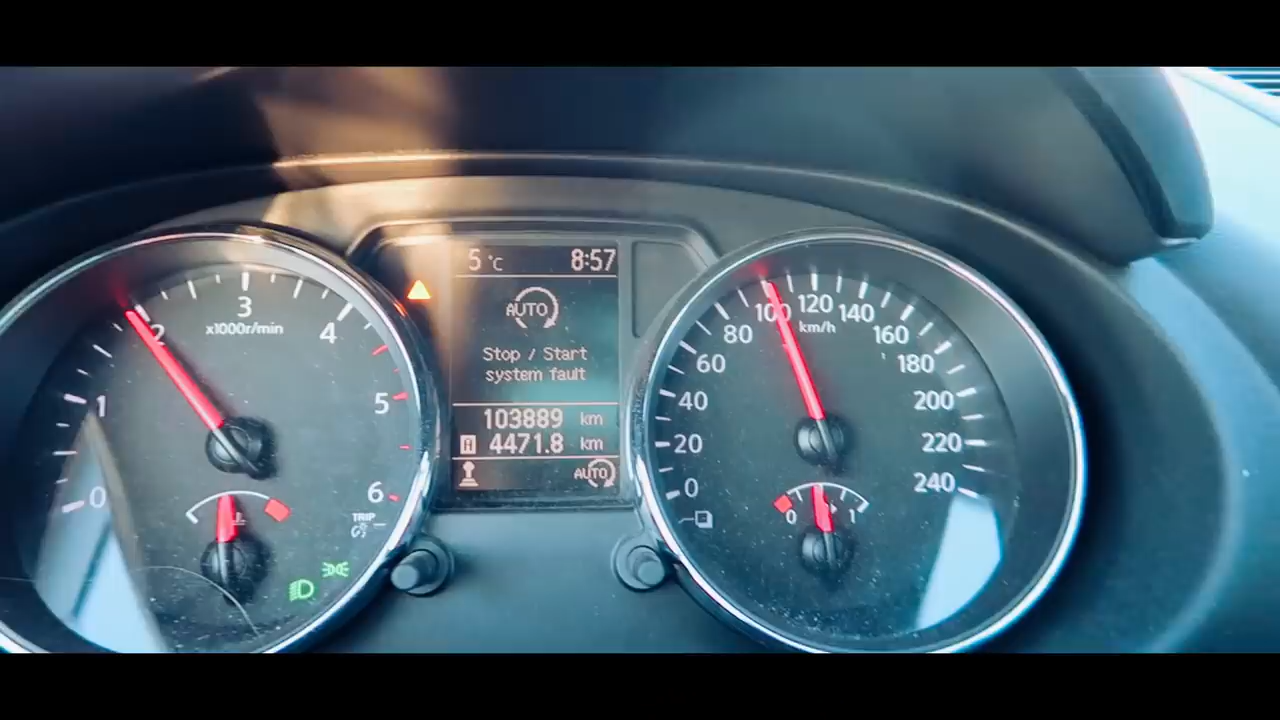 5 °C 8:57
AUTO
Stop / Start
system fault
103889 km
A 4471.8 km
AUTO
0
1
2
3
4
5
6
x1000r/min
TRIP
0
20
40
60
80
100
120
140
160
180
200
220
240
km/h
0 1